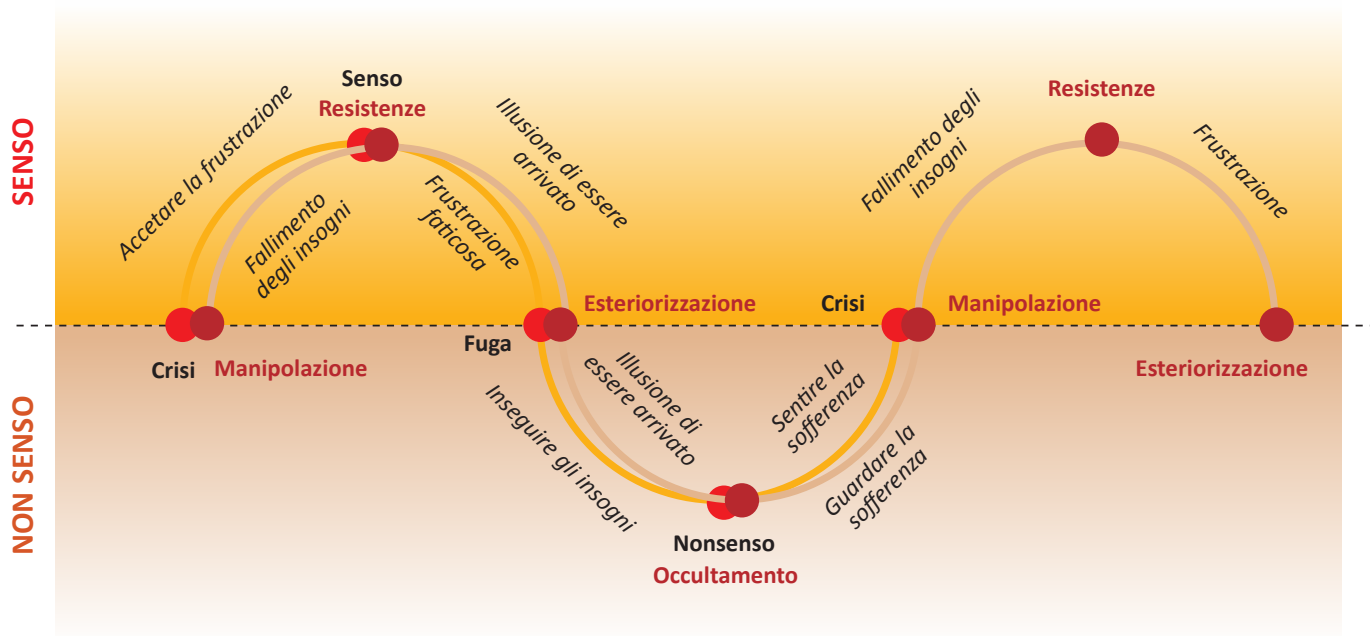 SENSO
NON SENSO
Senso
Resistenze
Accetare la frustrazione
Fallimento
degli insogni
Illusione di essere
arrivato
Frustrazione
faticosa
Crisi
Manipolazione
Fuga
Esteriorizzazione
Inseguire gli insogni
Illusione di
essere arrivato
Nonsenso
Occultamento
Sentire la
sofferenza
Guardare la
sofferenza
Crisi
Manipolazione
Fallimento degli
insogni
Resistenze
Frustrazione
Esteriorizzazione